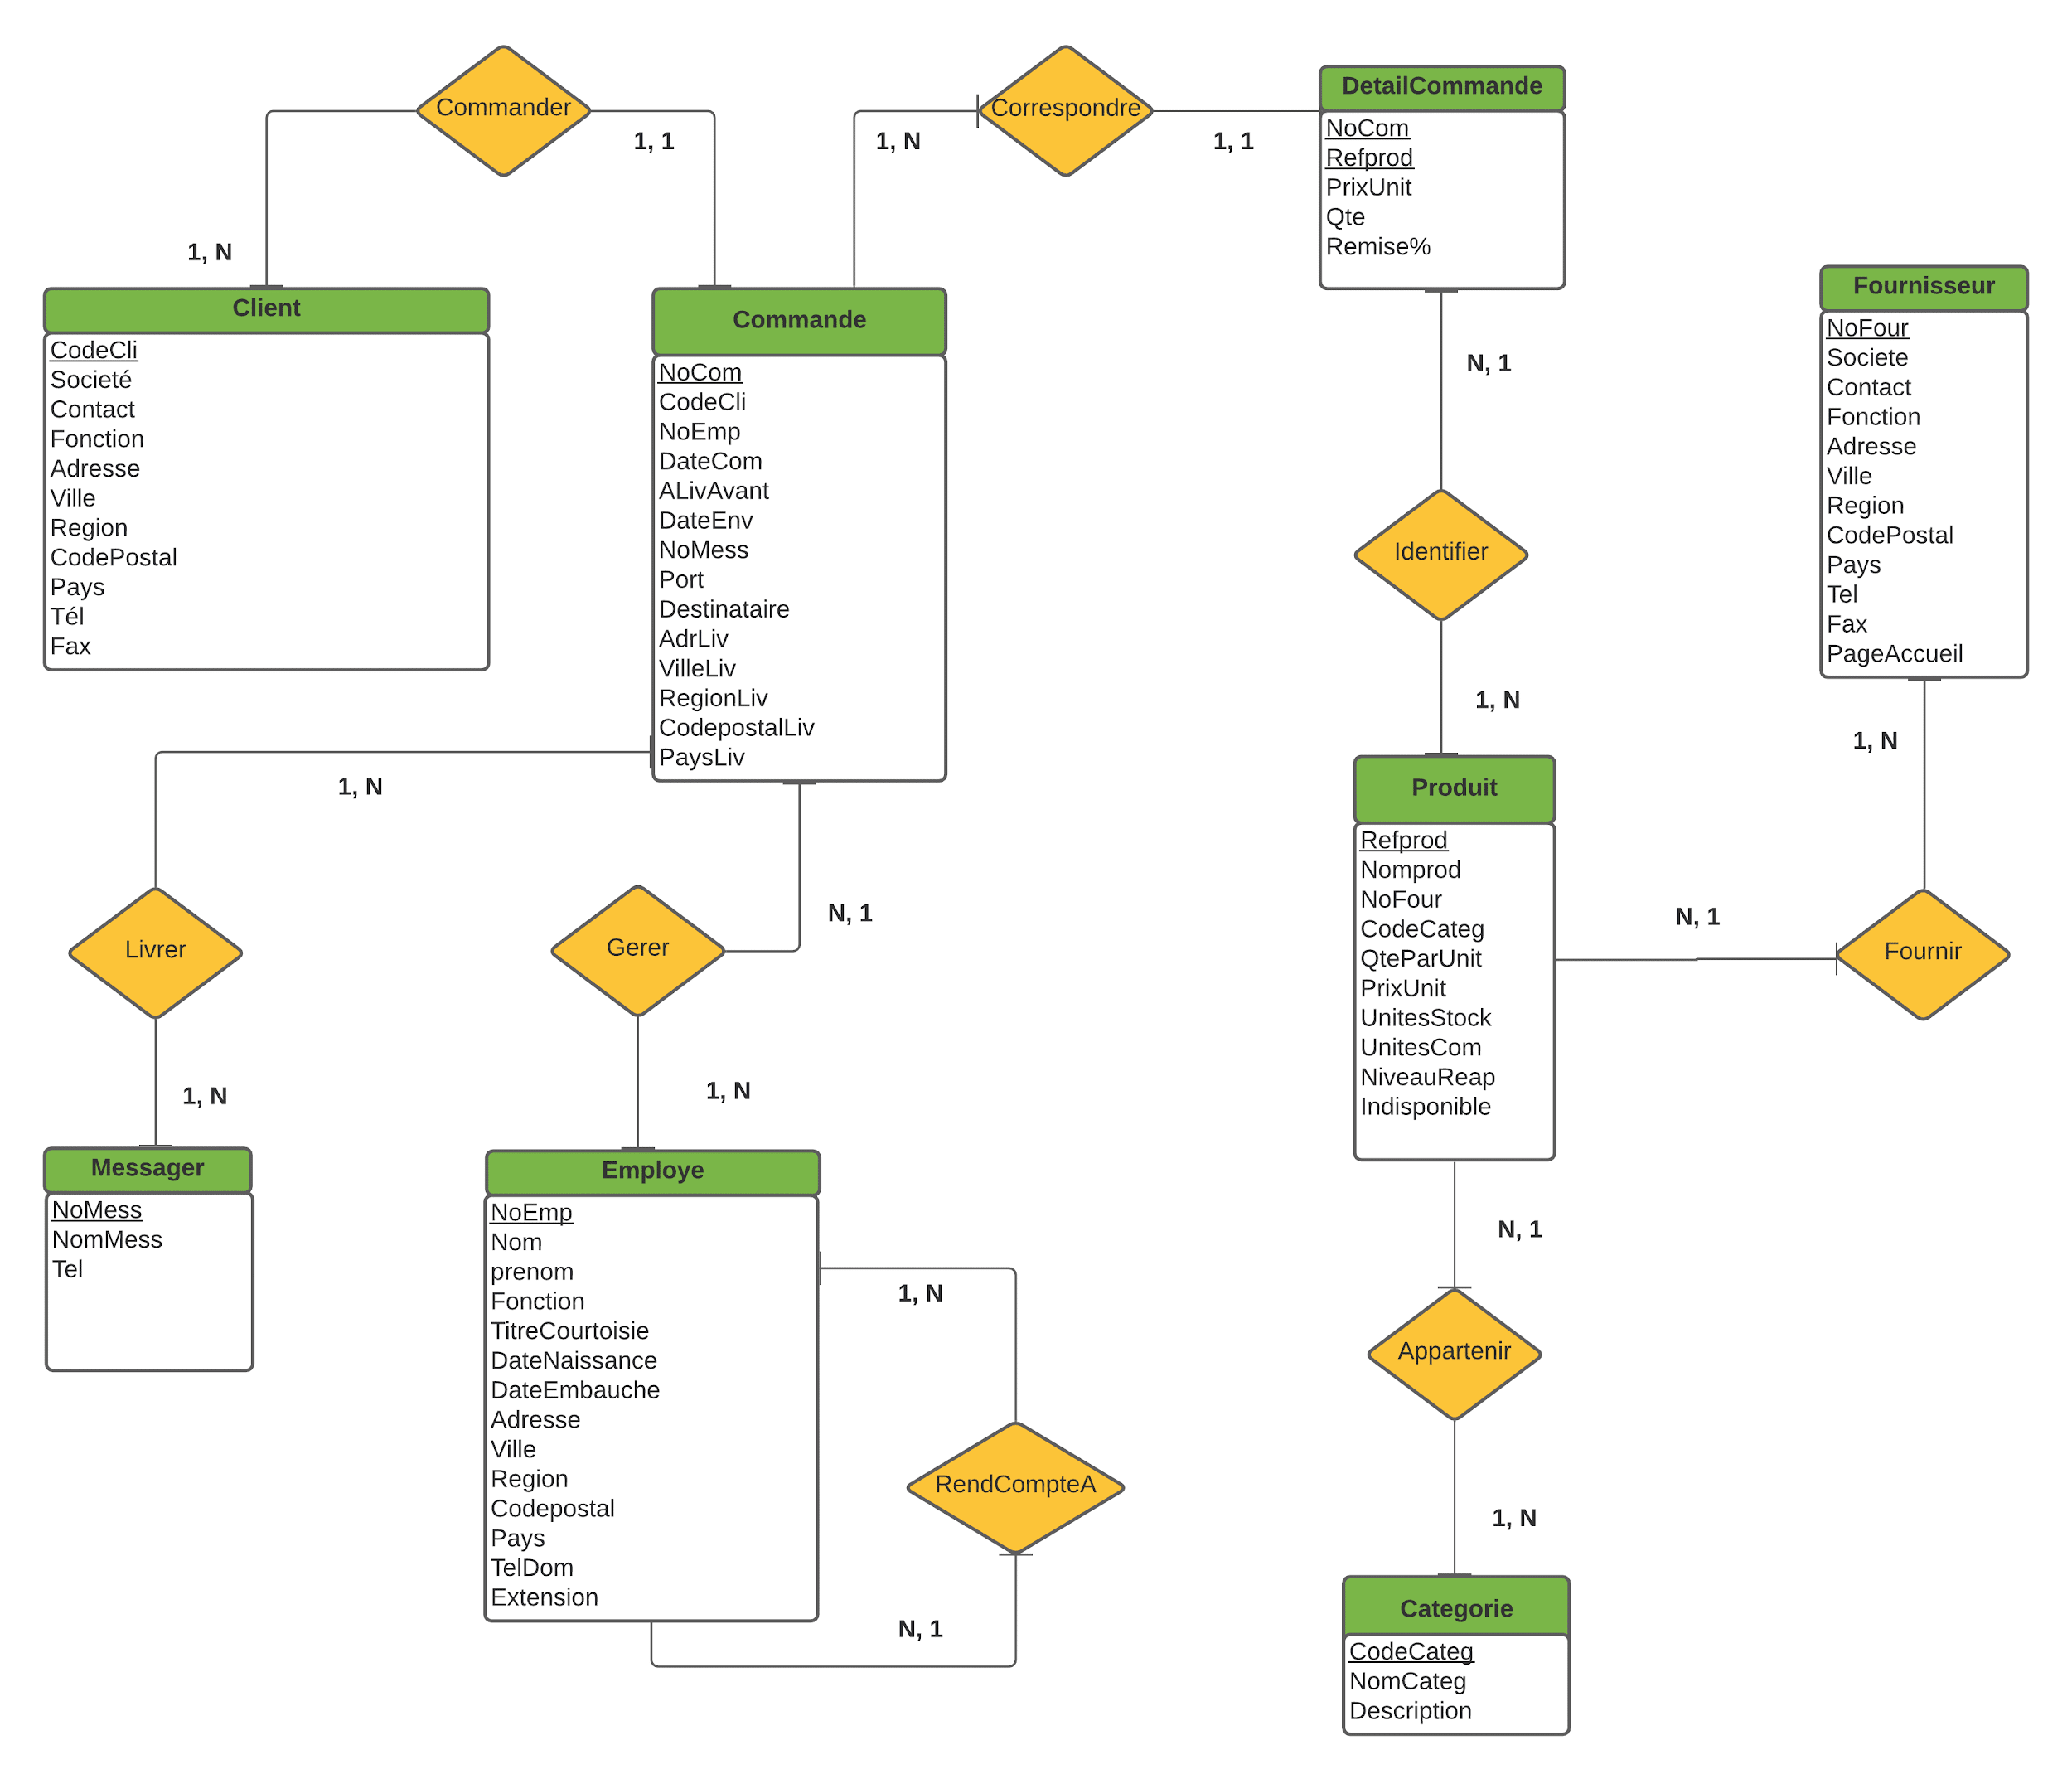 Commander
1, 1
1, N
Correspondre
1, N
1, 1
DetailCommande
NoCom
Refprod
PrixUnit
Qte
Remise%
Client
CodeCli
Societé
Contact
Fonction
Adresse
Ville
Region
CodePostal
Pays
Tél
Fax
Commande
NoCom
CodeCli
NoEmp
DateCom
ALivAvant
DateEnv
NoMess
Port
Destinataire
AdrLiv
VilleLiv
RegionLiv
CodepostalLiv
PaysLiv
N, 1
Identifier
1, N
Fournisseur
NoFour
Societe
Contact
Fonction
Adresse
Ville
Region
CodePostal
Pays
Tel
Fax
PageAccueil
1, N
Produit
Refprod
Nomprod
NoFour
CodeCateg
QteParUnit
PrixUnit
UnitesStock
UnitesCom
NiveauReap
Indisponible
N, 1
Fournir
1, N
Livrer
1, N
Gerer
N, 1
1, N
Messager
NoMess
NomMess
Tel
Employe
NoEmp
Nom
prenom
Fonction
TitreCourtoisie
DateNaissance
DateEmbauche
Adresse
Ville
Region
Codepostal
Pays
TelDom
Extension
1, N
RendCompteA
N, 1
N, 1
Appartenir
1, N
Categorie
CodeCateg
NomCateg
Description